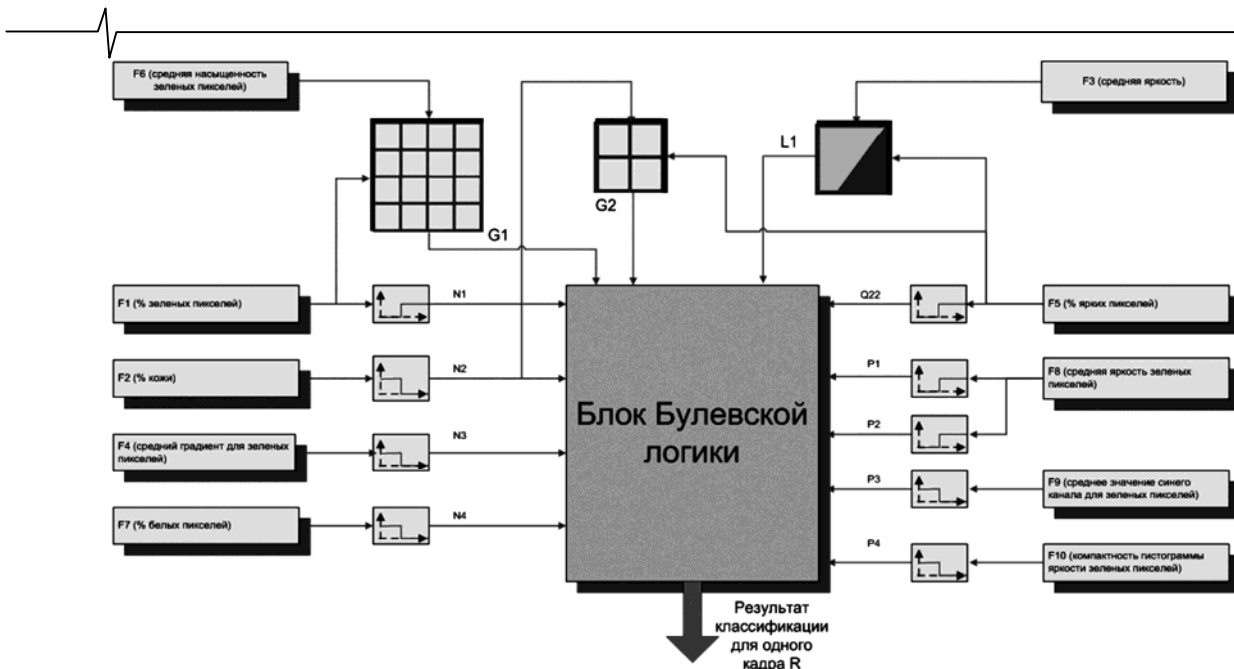 F6 (средняя насыщенность
зеленых пикселей)
F3 (средняя яркость)
L1
G2
G1
F1 (% зеленых пикселей)
N1
Q22
F5 (% ярких пикселей)
F2 (% кожи)
N2
P1
F8 (средняя яркость зеленых
пикселей)
Блок Булевской
логики
P2
F4 (средний градиент для зеленых
пикселей)
N3
P3
F9 (среднее значение синего
канала для зеленых пикселей)
F7 (% белых пикселей)
N4
P4
F10 (компактность гистограммы
яркости зеленых пикселей)
Результат
классификации
для одного
кадра R